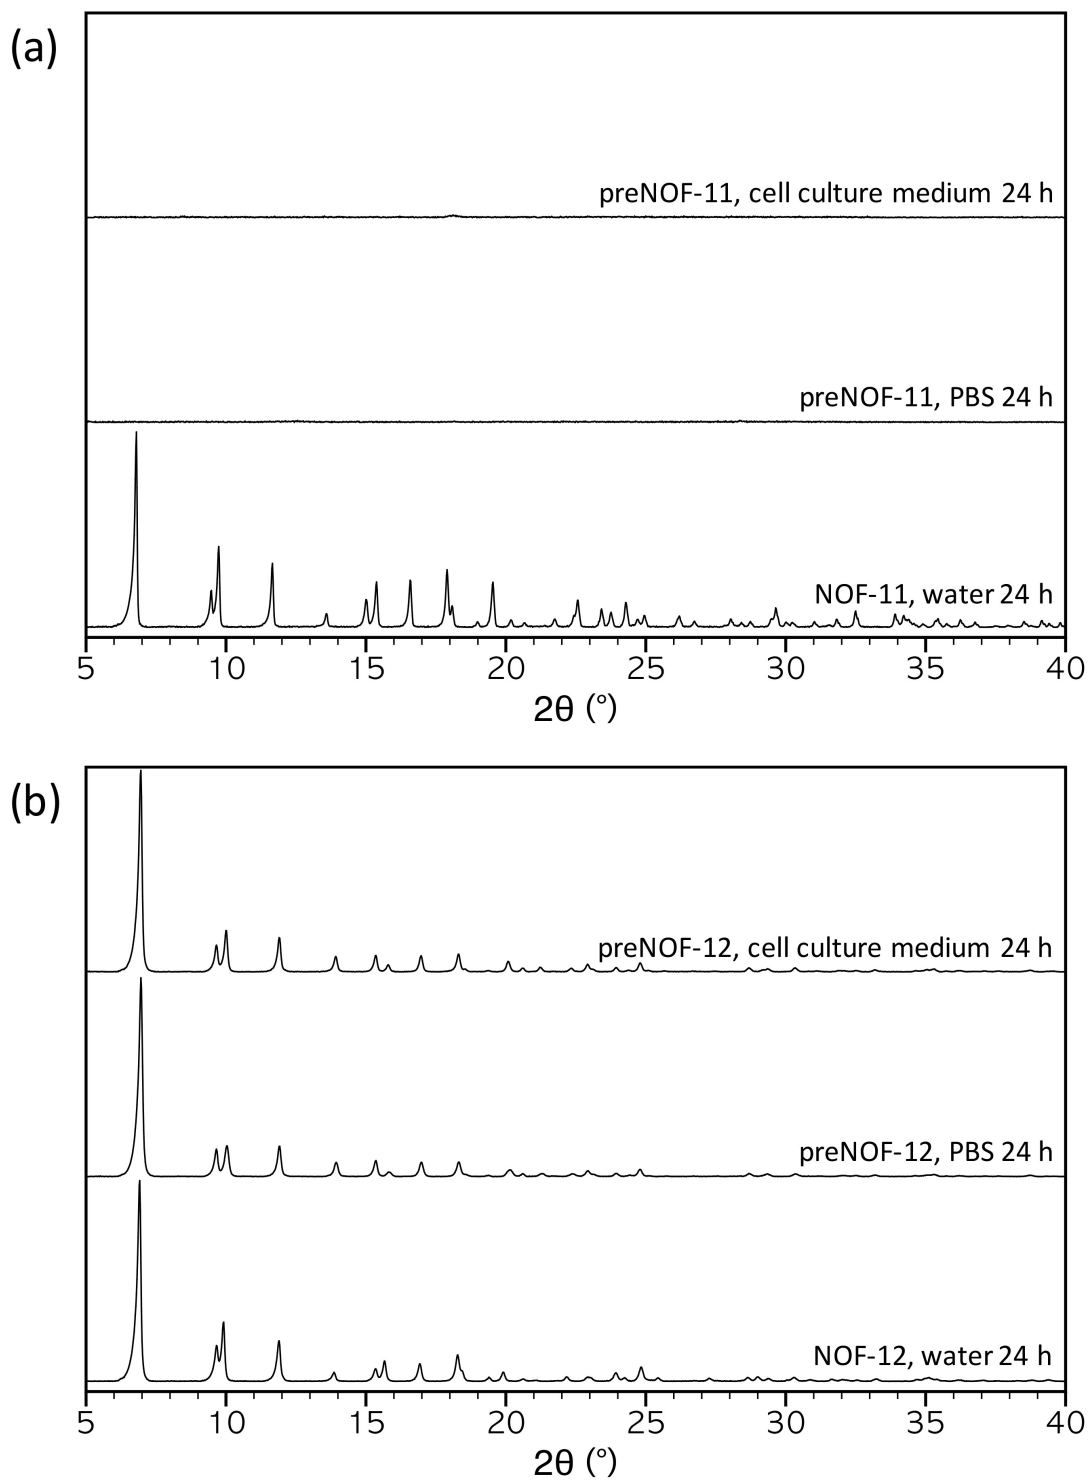 (a)
preNOF-11, cell culture medium 24 h
preNOF-11, PBS 24 h
NOF-11, water 24 h
5 10 15 20 25 30 35 40
2θ (°)
(b)
preNOF-12, cell culture medium 24 h
preNOF-12, PBS 24 h
NOF-12, water 24 h
5 10 15 20 25 30 35 40
2θ (°)